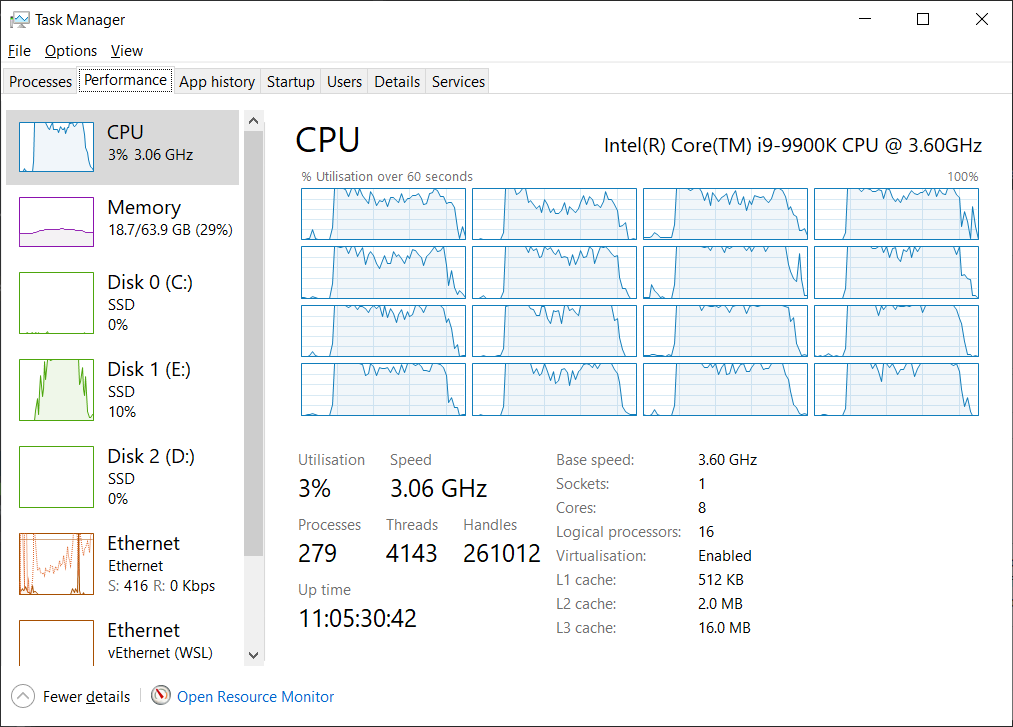 Task Manager
File Options View
Processes Performance App history Startup Users Details Services
CPU
3% 3.06 GHz
Memory
18.7/63.9 GB (29%)
Disk 0 (C:)
SSD
0%
Disk 1 (E:)
SSD
10%
Disk 2 (D:)
SSD
0%
Ethernet
Ethernet
S: 416 R: 0 Kbps
Ethernet
vEthernet (WSL)
CPU
Intel(R) Core(TM) i9-9900K CPU @ 3.60GHz
% Utilisation over 60 seconds 100%
Utilisation Speed
3% 3.06 GHz
Processes Threads Handles
279 4143 261012
Up time
11:05:30:42
Base speed: 3.60 GHz
Sockets: 1
Cores: 8
Logical processors: 16
Virtualisation: Enabled
L1 cache: 512 KB
L2 cache: 2.0 MB
L3 cache: 16.0 MB
Fewer details Open Resource Monitor